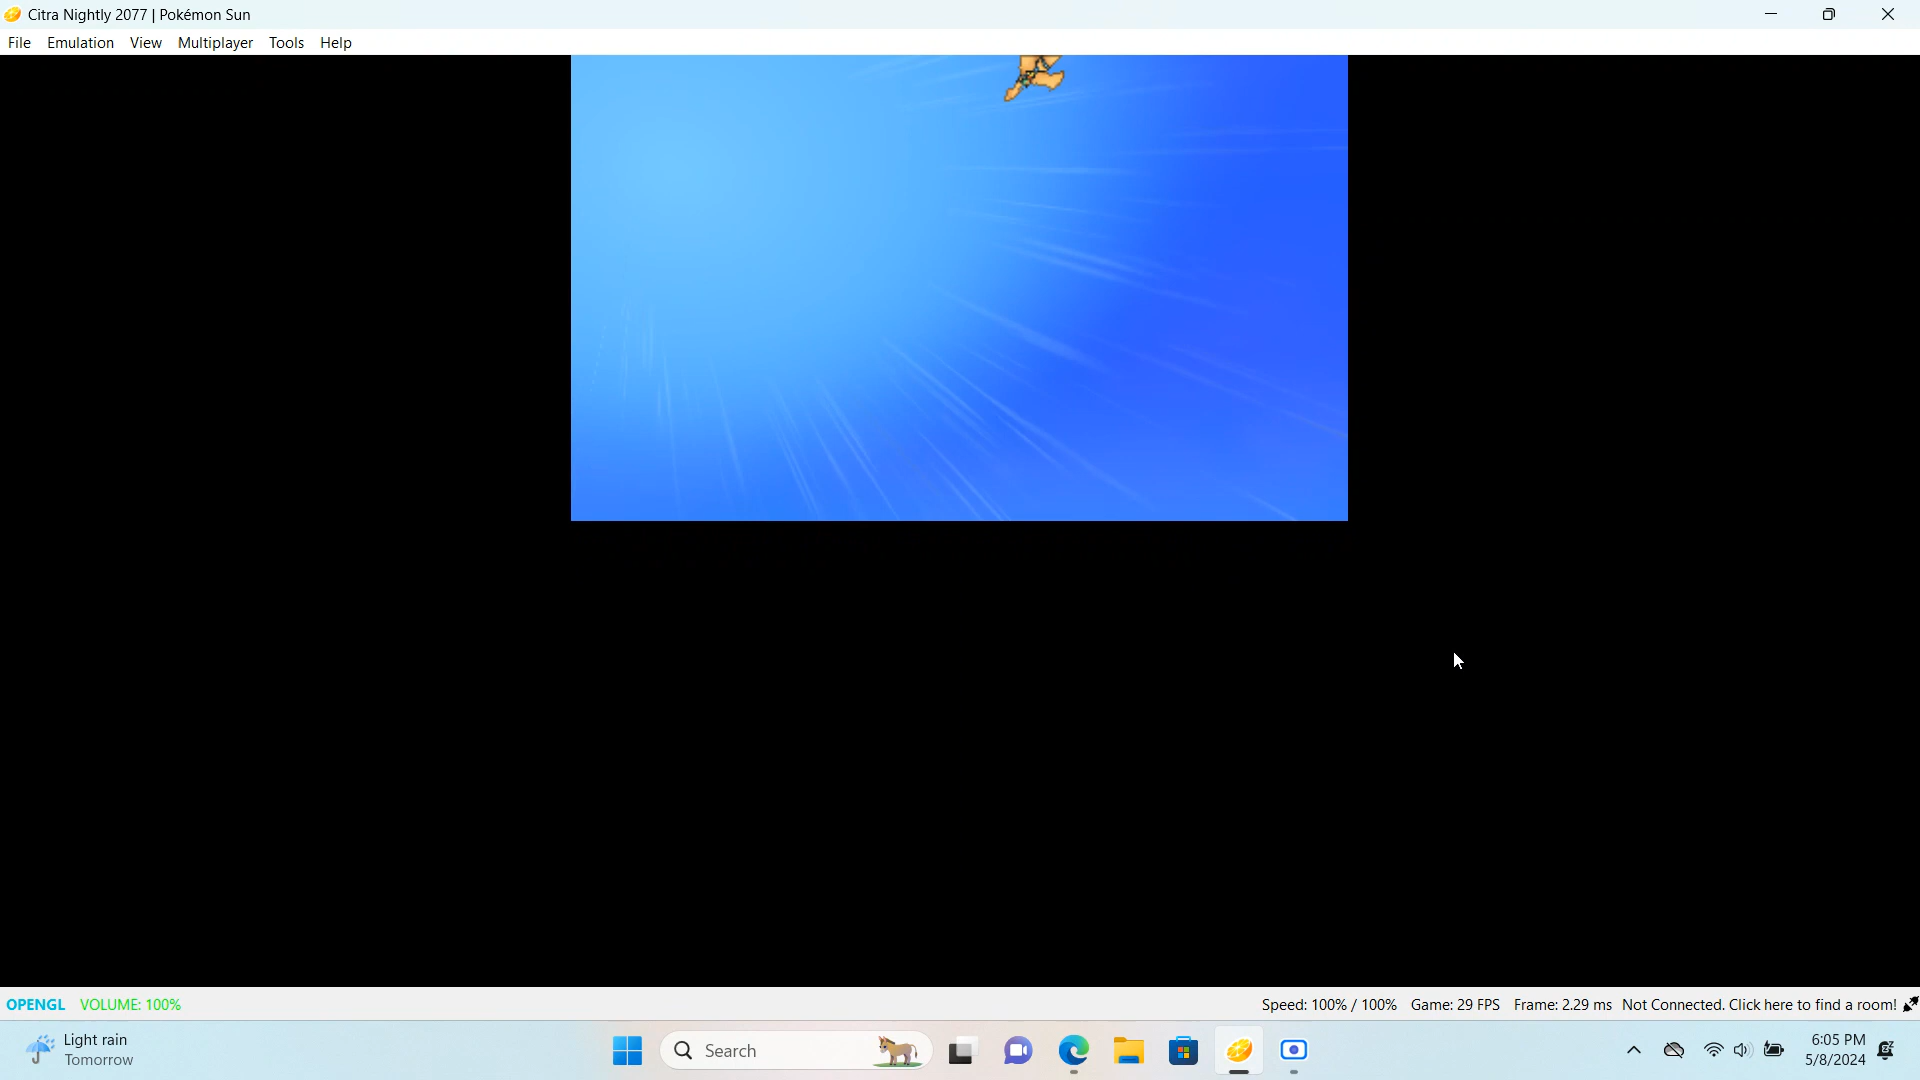 Citra Nightly 2077 | Pokémon Sun
File Emulation View Multiplayer Tools Help
OPENGL VOLUME: 100% Speed: 100% / 100% Game: 29 FPS Frame: 2.29 ms Not Connected. Click here to find a room!
Light rain
Tomorrow
Search
6:05 PM
5/8/2024